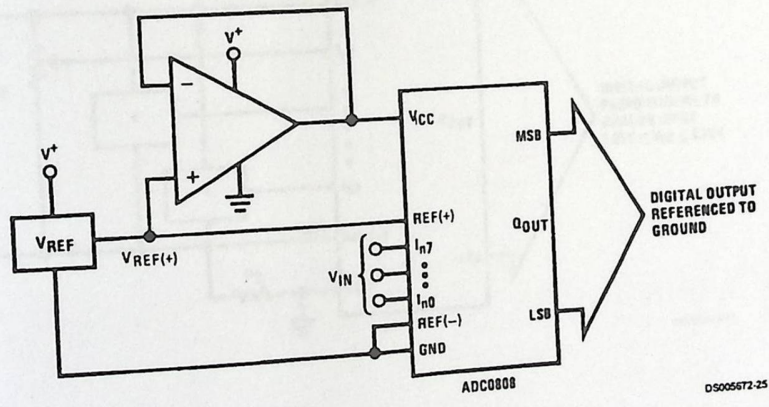 V+
−
+
V+
VREF
VREF(+)
VCC
REF(+)
In7
In0
VIN
REF(−)
GND
MSB
QOUT
LSB
ADC0808
DIGITAL OUTPUT
REFERENCED TO
GROUND
DS005672-25